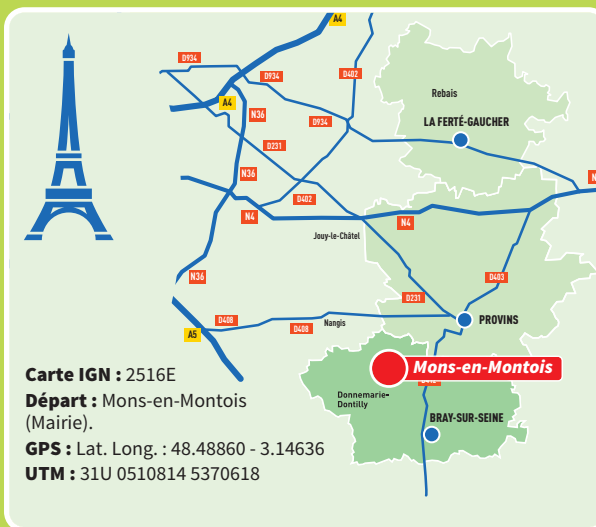 A4
D934
D402
D934
A4
Rebais
N36
D934
LA FERTÉ-GAUCHER
D231
N36
D402
N4
N4
Jouy-le-Châtel
N36
D403
D231
D408
Nangis
D408
PROVINS
A5
Mons-en-Montois
Donnemarie-
Dontilly
BRAY-SUR-SEINE
Carte IGN : 2516E
Départ : Mons-en-Montois
(Mairie).
GPS : Lat. Long. : 48.48860 - 3.14636
UTM : 31U 0510814 5370618